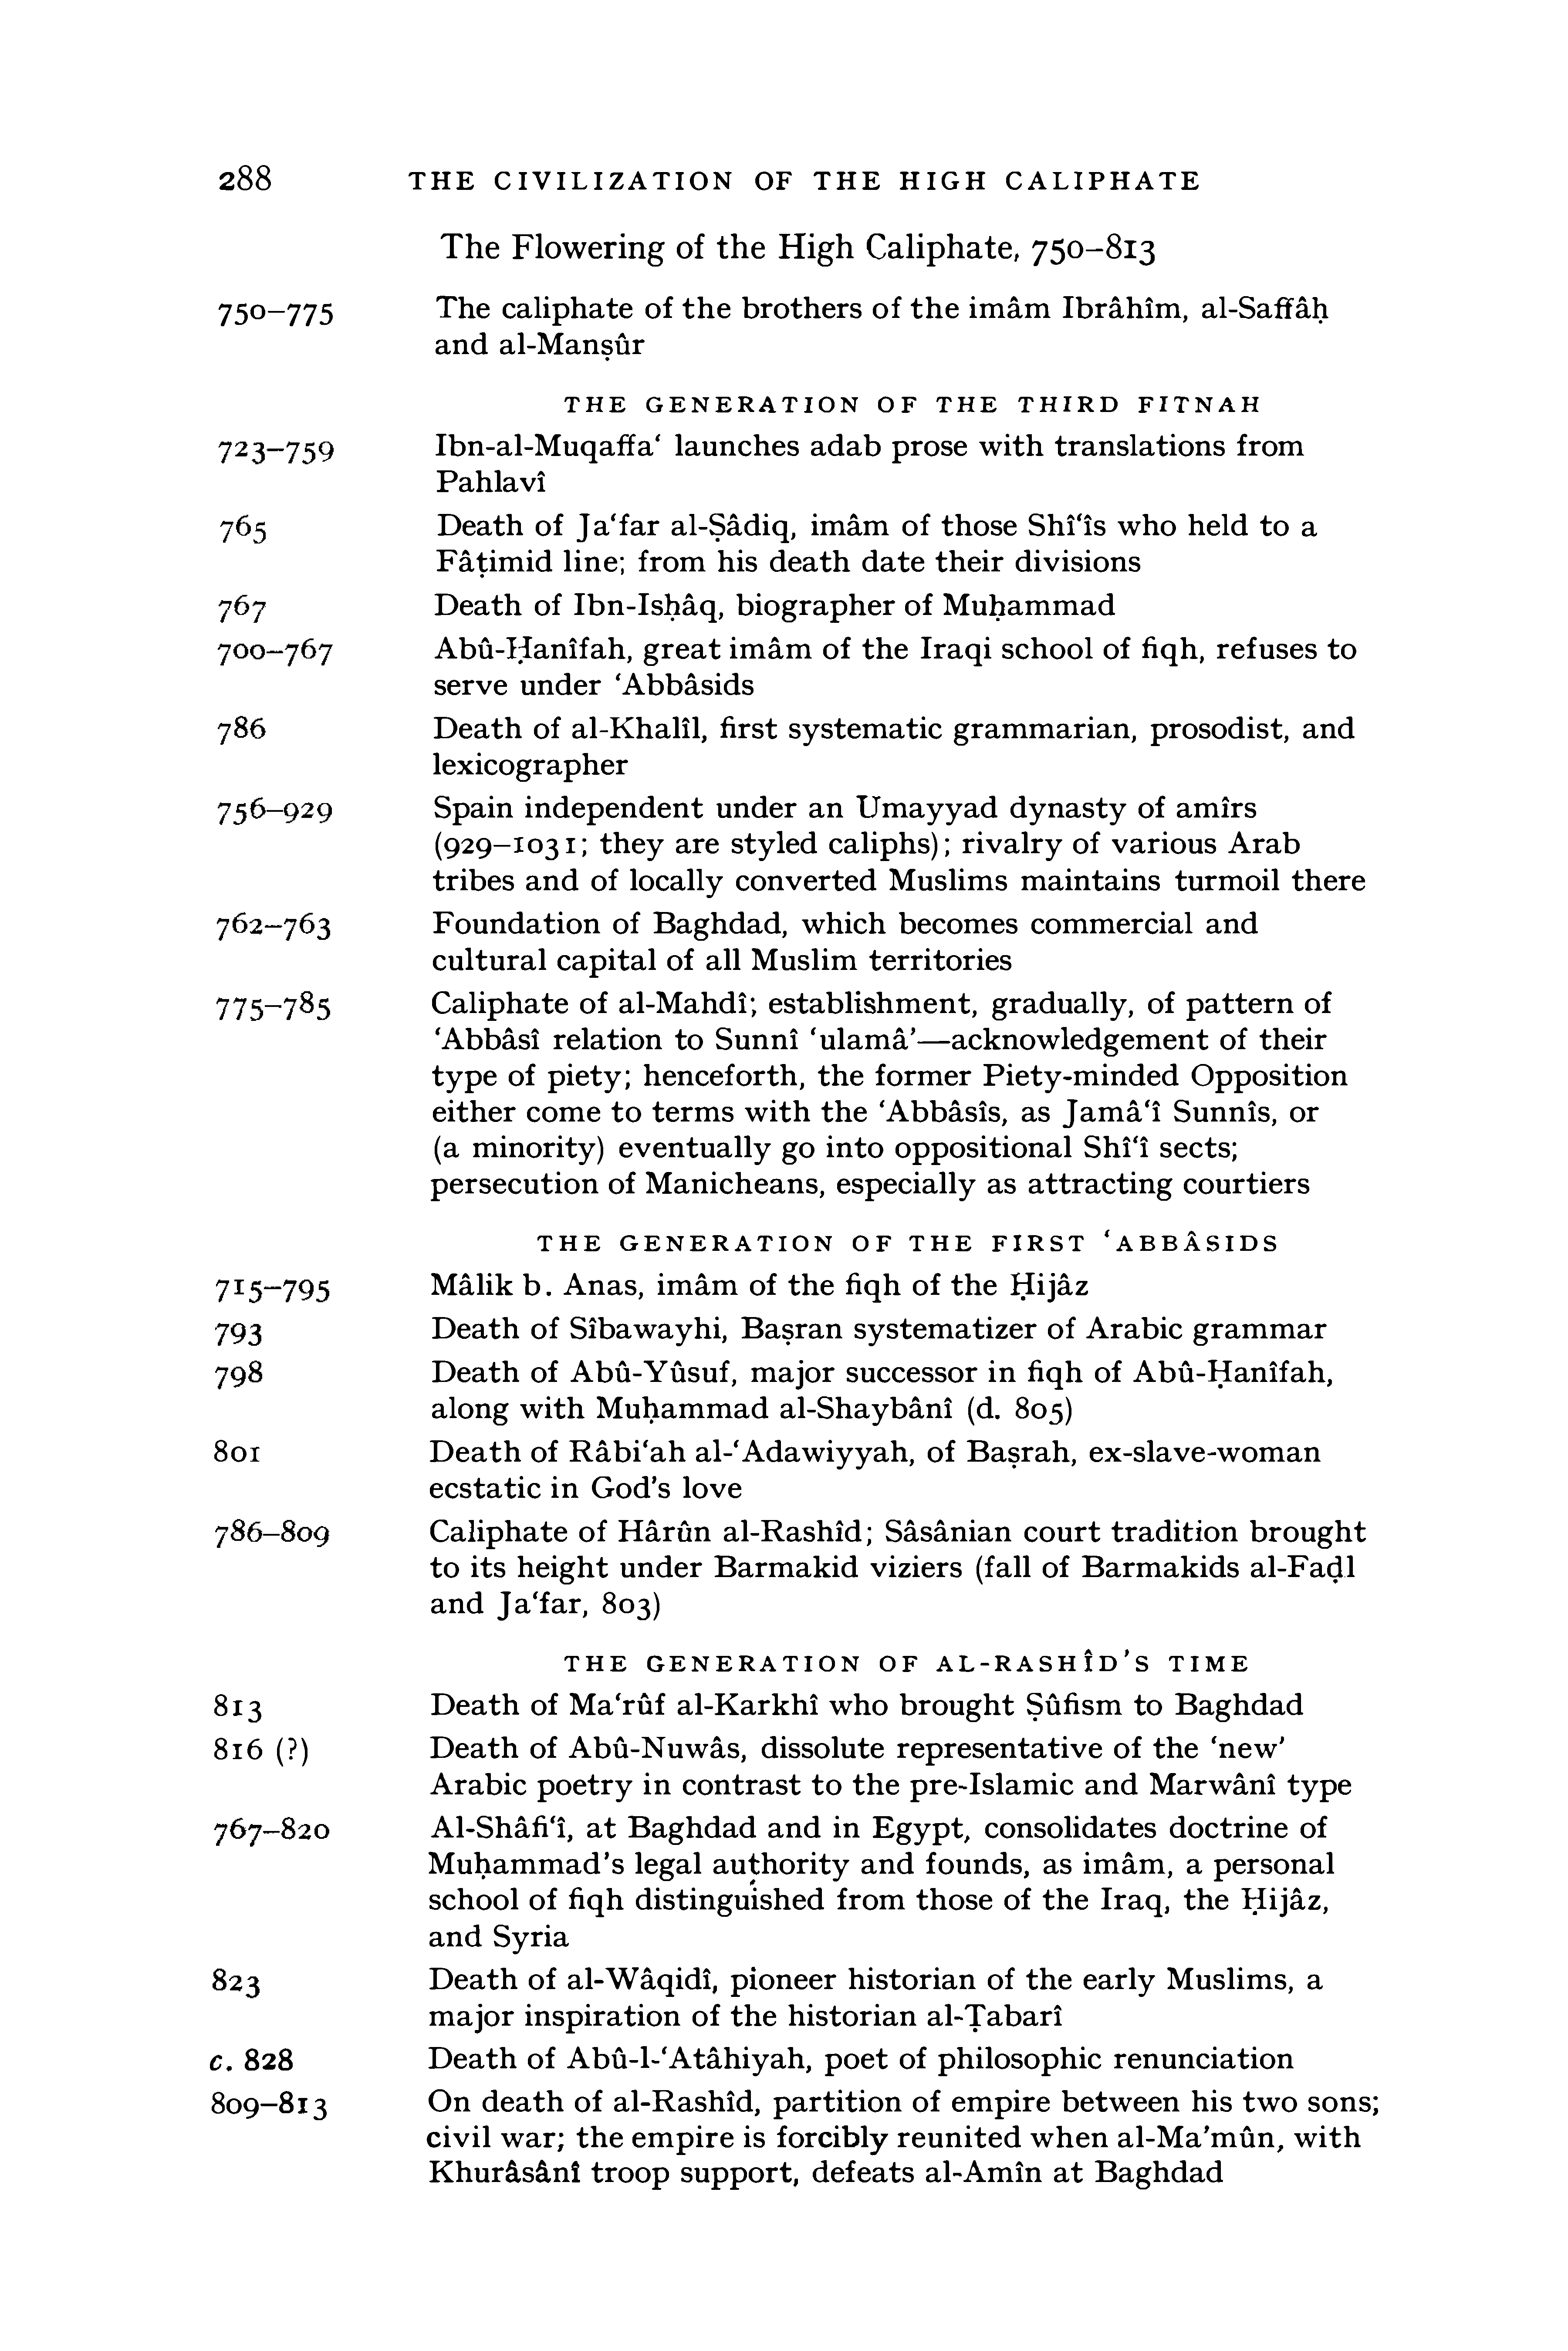 288 THE CIVILIZATION OF THE HIGH CALIPHATE
The Flowering of the High Caliphate, 750–813
750–775 The caliphate of the brothers of the imâm Ibrâhîm, al-Saffâḥ
and al-Manṣûr
THE GENERATION OF THE THIRD FITNAH
723–759 Ibn-al-Muqaffa‘ launches adab prose with translations from
Pahlavî
765 Death of Ja‘far al-Ṣâdiq, imâm of those Shî‘îs who held to a
Fâṭimid line; from his death date their divisions
767 Death of Ibn-Isḥâq, biographer of Muḥammad
700–767 Abû-Ḥanîfah, great imâm of the Iraqi school of fiqh, refuses to
serve under ‘Abbâsids
786 Death of al-Khalîl, first systematic grammarian, prosodist, and
lexicographer
756–929 Spain independent under an Umayyad dynasty of amîrs
(929–1031; they are styled caliphs); rivalry of various Arab
tribes and of locally converted Muslims maintains turmoil there
762–763 Foundation of Baghdad, which becomes commercial and
cultural capital of all Muslim territories
775–785 Caliphate of al-Mahdî; establishment, gradually, of pattern of
‘Abbâsî relation to Sunnî ‘ulamâ’—acknowledgement of their
type of piety; henceforth, the former Piety-minded Opposition
either come to terms with the ‘Abbâsîs, as Jamâ‘î Sunnîs, or
(a minority) eventually go into oppositional Shî‘î sects;
persecution of Manicheans, especially as attracting courtiers
THE GENERATION OF THE FIRST ‘ABBÂSIDS
715–795 Mâlik b. Anas, imâm of the fiqh of the Ḥijâz
793 Death of Sîbawayhi, Baṣran systematizer of Arabic grammar
798 Death of Abû-Yûsuf, major successor in fiqh of Abû-Ḥanîfah,
along with Muḥammad al-Shaybânî (d. 805)
801 Death of Râbi‘ah al-‘Adawiyyah, of Baṣrah, ex-slave-woman
ecstatic in God’s love
786–809 Caliphate of Hârûn al-Rashîd; Sâsânian court tradition brought
to its height under Barmakid viziers (fall of Barmakids al-Faḍl
and Ja‘far, 803)
THE GENERATION OF AL-RASHÎD’S TIME
813 Death of Ma‘rûf al-Karkhî who brought Ṣûfism to Baghdad
816 (?) Death of Abû-Nuwâs, dissolute representative of the ‘new’
Arabic poetry in contrast to the pre-Islamic and Marwânî type
767–820 Al-Shâfi‘î, at Baghdad and in Egypt, consolidates doctrine of
Muḥammad’s legal authority and founds, as imâm, a personal
school of fiqh distinguished from those of the Iraq, the Ḥijâz,
and Syria
823 Death of al-Wâqidî, pioneer historian of the early Muslims, a
major inspiration of the historian al-Ṭabarî
c. 828 Death of Abû-l-‘Atâhiyah, poet of philosophic renunciation
809–813 On death of al-Rashîd, partition of empire between his two sons;
civil war; the empire is forcibly reunited when al-Ma’mûn, with
Khurâsânî troop support, defeats al-Amîn at Baghdad